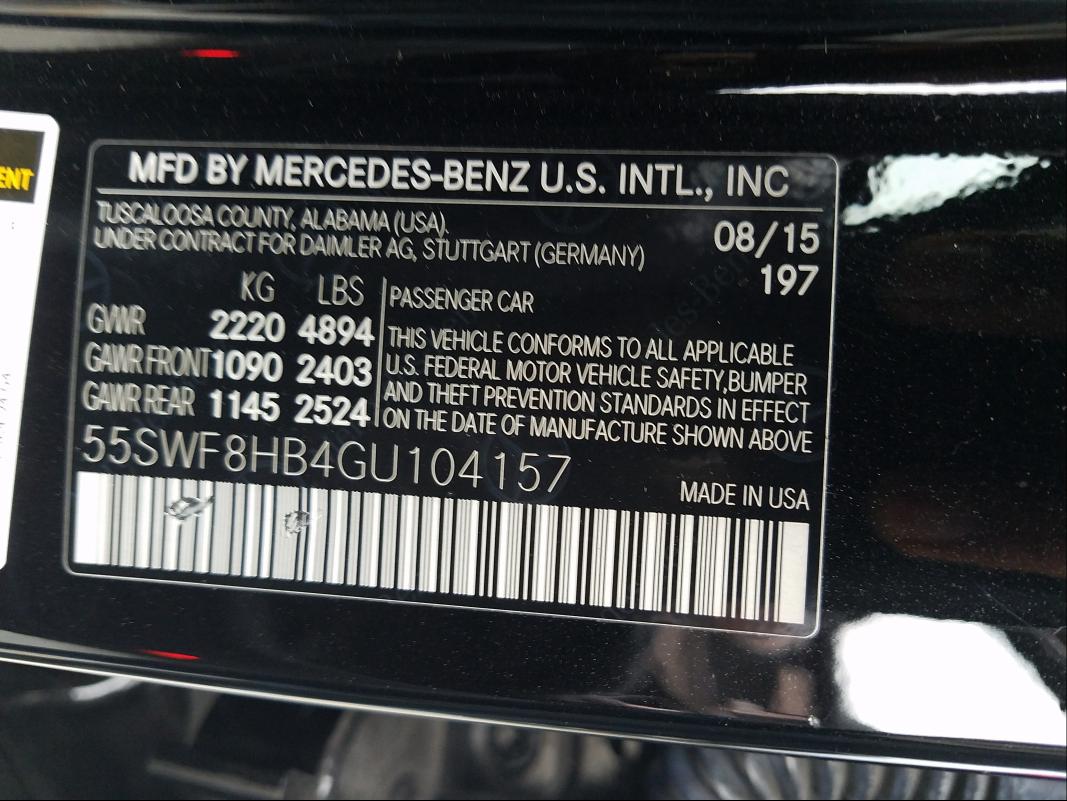 ENT
MFD BY MERCEDES-BENZ U.S. INTL., INC
TUSCALOOSA COUNTY, ALABAMA (USA).
UNDER CONTRACT FOR DAIMLER AG, STUTTGART (GERMANY)
08/15
197
KG LBS
GVWR 2220 4894
GAWR FRONT 1090 2403
GAWR REAR 1145 2524
PASSENGER CAR
THIS VEHICLE CONFORMS TO ALL APPLICABLE
U.S. FEDERAL MOTOR VEHICLE SAFETY,BUMPER
AND THEFT PREVENTION STANDARDS IN EFFECT
ON THE DATE OF MANUFACTURE SHOWN ABOVE
55SWF8HB4GU104157
MADE IN USA